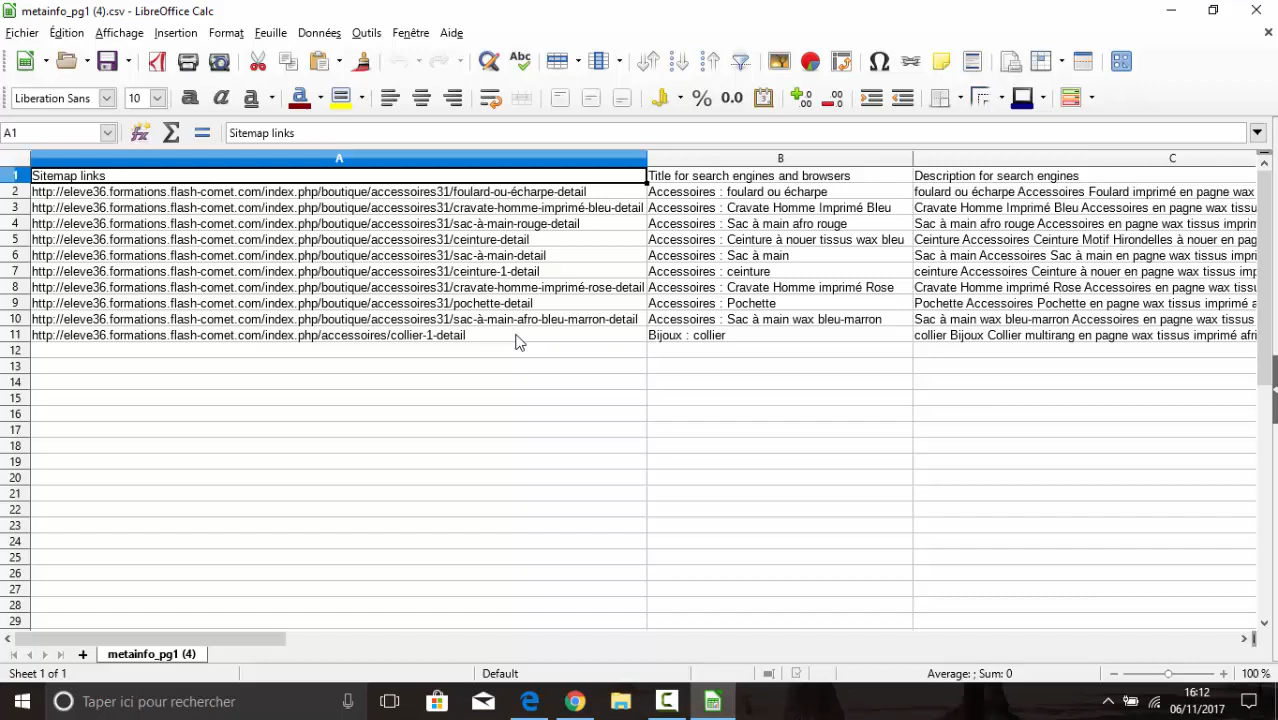 metainfo_pg1 (4).csv - LibreOffice Calc
Fichier Édition Affichage Insertion Format Feuille Données Outils Fenêtre Aide
Abc
Liberation Sans 10 a a a a % 0.0
A1 Sitemap links
A B C
1 Sitemap links Title for search engines and browsers Description for search engines
2 http://eleve36.formations.flash-comet.com/index.php/boutique/accessoires31/foulard-ou-écharpe-detail Accessoires : foulard ou écharpe foulard ou écharpe Accessoires Foulard imprimé en pagne wax
3 http://eleve36.formations.flash-comet.com/index.php/boutique/accessoires31/cravate-homme-imprimé-bleu-detail Accessoires : Cravate Homme Imprimé Bleu Cravate Homme Imprimé Bleu Accessoires en pagne wax tissu
4 http://eleve36.formations.flash-comet.com/index.php/boutique/accessoires31/sac-à-main-rouge-detail Accessoires : Sac à main afro rouge Sac à main afro rouge Accessoires en pagne wax tissus imprim
5 http://eleve36.formations.flash-comet.com/index.php/boutique/accessoires31/ceinture-detail Accessoires : Ceinture à nouer tissus wax bleu Ceinture Accessoires Ceinture Motif Hirondelles à nouer en pag
6 http://eleve36.formations.flash-comet.com/index.php/boutique/accessoires31/sac-à-main-detail Accessoires : Sac à main Sac à main Accessoires Sac à main en pagne wax tissus impr
7 http://eleve36.formations.flash-comet.com/index.php/boutique/accessoires31/ceinture-1-detail Accessoires : ceinture ceinture Accessoires Ceinture à nouer en pagne wax tissus imp
8 http://eleve36.formations.flash-comet.com/index.php/boutique/accessoires31/cravate-homme-imprimé-rose-detail Accessoires : Cravate Homme imprimé Rose Cravate Homme imprimé Rose Accessoires en pagne wax tissu
9 http://eleve36.formations.flash-comet.com/index.php/boutique/accessoires31/pochette-detail Accessoires : Pochette Pochette Accessoires Pochette en pagne wax tissus imprimé a
10 http://eleve36.formations.flash-comet.com/index.php/boutique/accessoires31/sac-à-main-afro-bleu-marron-detail Accessoires : Sac à main wax bleu-marron Sac à main wax bleu-marron Accessoires en pagne wax tissus
11 http://eleve36.formations.flash-comet.com/index.php/accessoires/collier-1-detail Bijoux : collier collier Bijoux Collier multirang en pagne wax tissus imprimé afri
12
13
14
15
16
17
18
19
20
21
22
23
24
25
26
27
28
29
metainfo_pg1 (4)
Sheet 1 of 1 Default Average: ; Sum: 0 100 %
Taper ici pour rechercher 16:12
06/11/2017